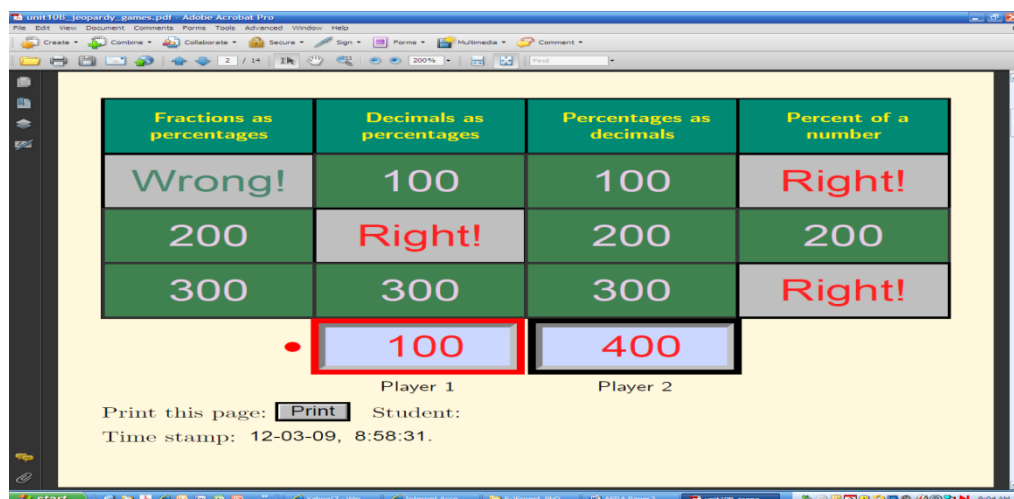 unit10B_jeopardy_games.pdf - Adobe Acrobat Pro
File Edit View Document Comments Forms Tools Advanced Window Help
Create Combine Collaborate Secure Sign Forms Multimedia Comment
2 / 14 200% Find
Fractions as percentages Decimals as percentages Percentages as decimals Percent of a number
Wrong! 100 100 Right!
200 Right! 200 200
300 300 300 Right!
100 400
Player 1 Player 2
Print this page: Print Student:
Time stamp: 12-03-09, 8:58:31.
start